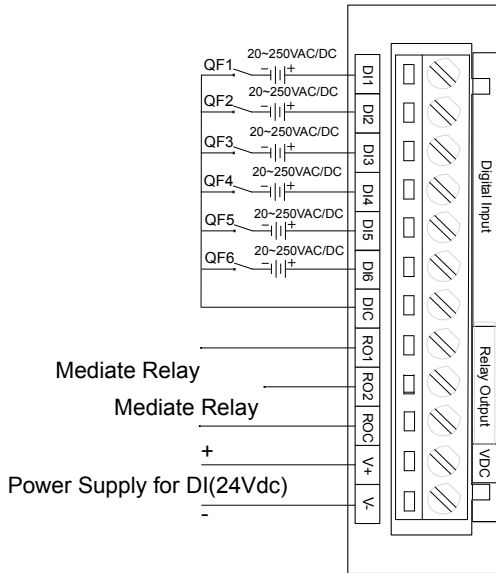 20~250VAC/DC
QF1 - + DI1
20~250VAC/DC
QF2 - + DI2
20~250VAC/DC
QF3 - + DI3
20~250VAC/DC
QF4 - + DI4
20~250VAC/DC
QF5 - + DI5
20~250VAC/DC
QF6 - + DI6
DIC
Digital Input
RO1
Mediate Relay
RO2
Mediate Relay
ROC
Relay Output
+
V+
Power Supply for DI(24Vdc)
-
V-
VDC